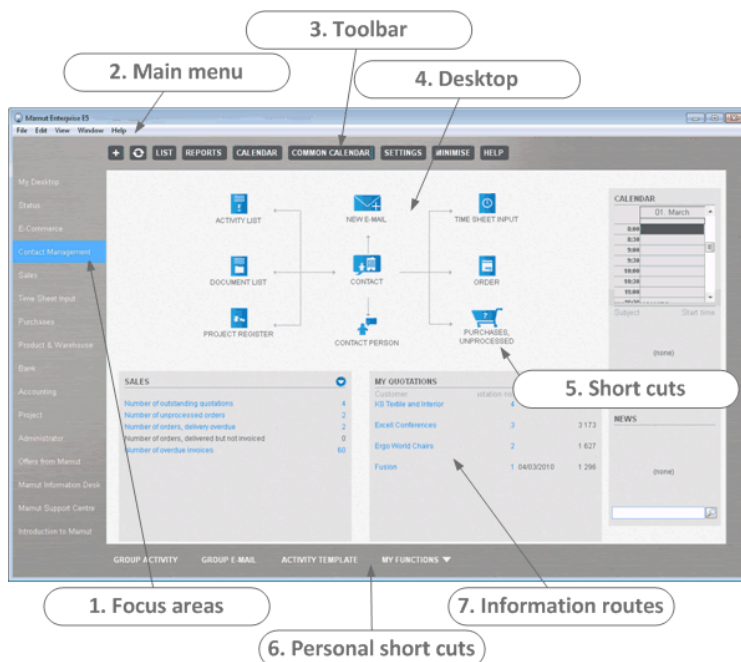 3. Toolbar
2. Main menu
4. Desktop
Mamut Enterprise E5
File Edit View Window Help
+ LIST REPORTS CALENDAR COMMON CALENDAR SETTINGS MINIMISE HELP
My Desktop
Status
E-Commerce
Contact Management
Sales
Time Sheet Input
Purchases
Product & Warehouse
Bank
Accounting
Project
Administrator
Offers from Mamut
Mamut Information Desk
Mamut Support Centre
Introduction to Mamut
ACTIVITY LIST
NEW E-MAIL
TIME SHEET INPUT
DOCUMENT LIST
CONTACT
ORDER
PROJECT REGISTER
CONTACT PERSON
PURCHASES,
UNPROCESSED
CALENDAR
01. March
8:00
8:30
9:00
9:30
10:00
10:30
11:00
Subject Start time
(none)
5. Short cuts
SALES
Number of outstanding quotations 4
Number of unprocessed orders 2
Number of orders, delivery overdue 2
Number of orders, delivered but not invoiced 0
Number of overdue invoices 60
MY QUOTATIONS
Customer
KS Textile and Interior 4
Excell Conferences 3 3 173
Ergo World Chairs 2 1 627
Fusion 1 04/03/2010 1 296
NEWS
(none)
GROUP ACTIVITY GROUP E-MAIL ACTIVITY TEMPLATE MY FUNCTIONS
1. Focus areas
7. Information routes
6. Personal short cuts